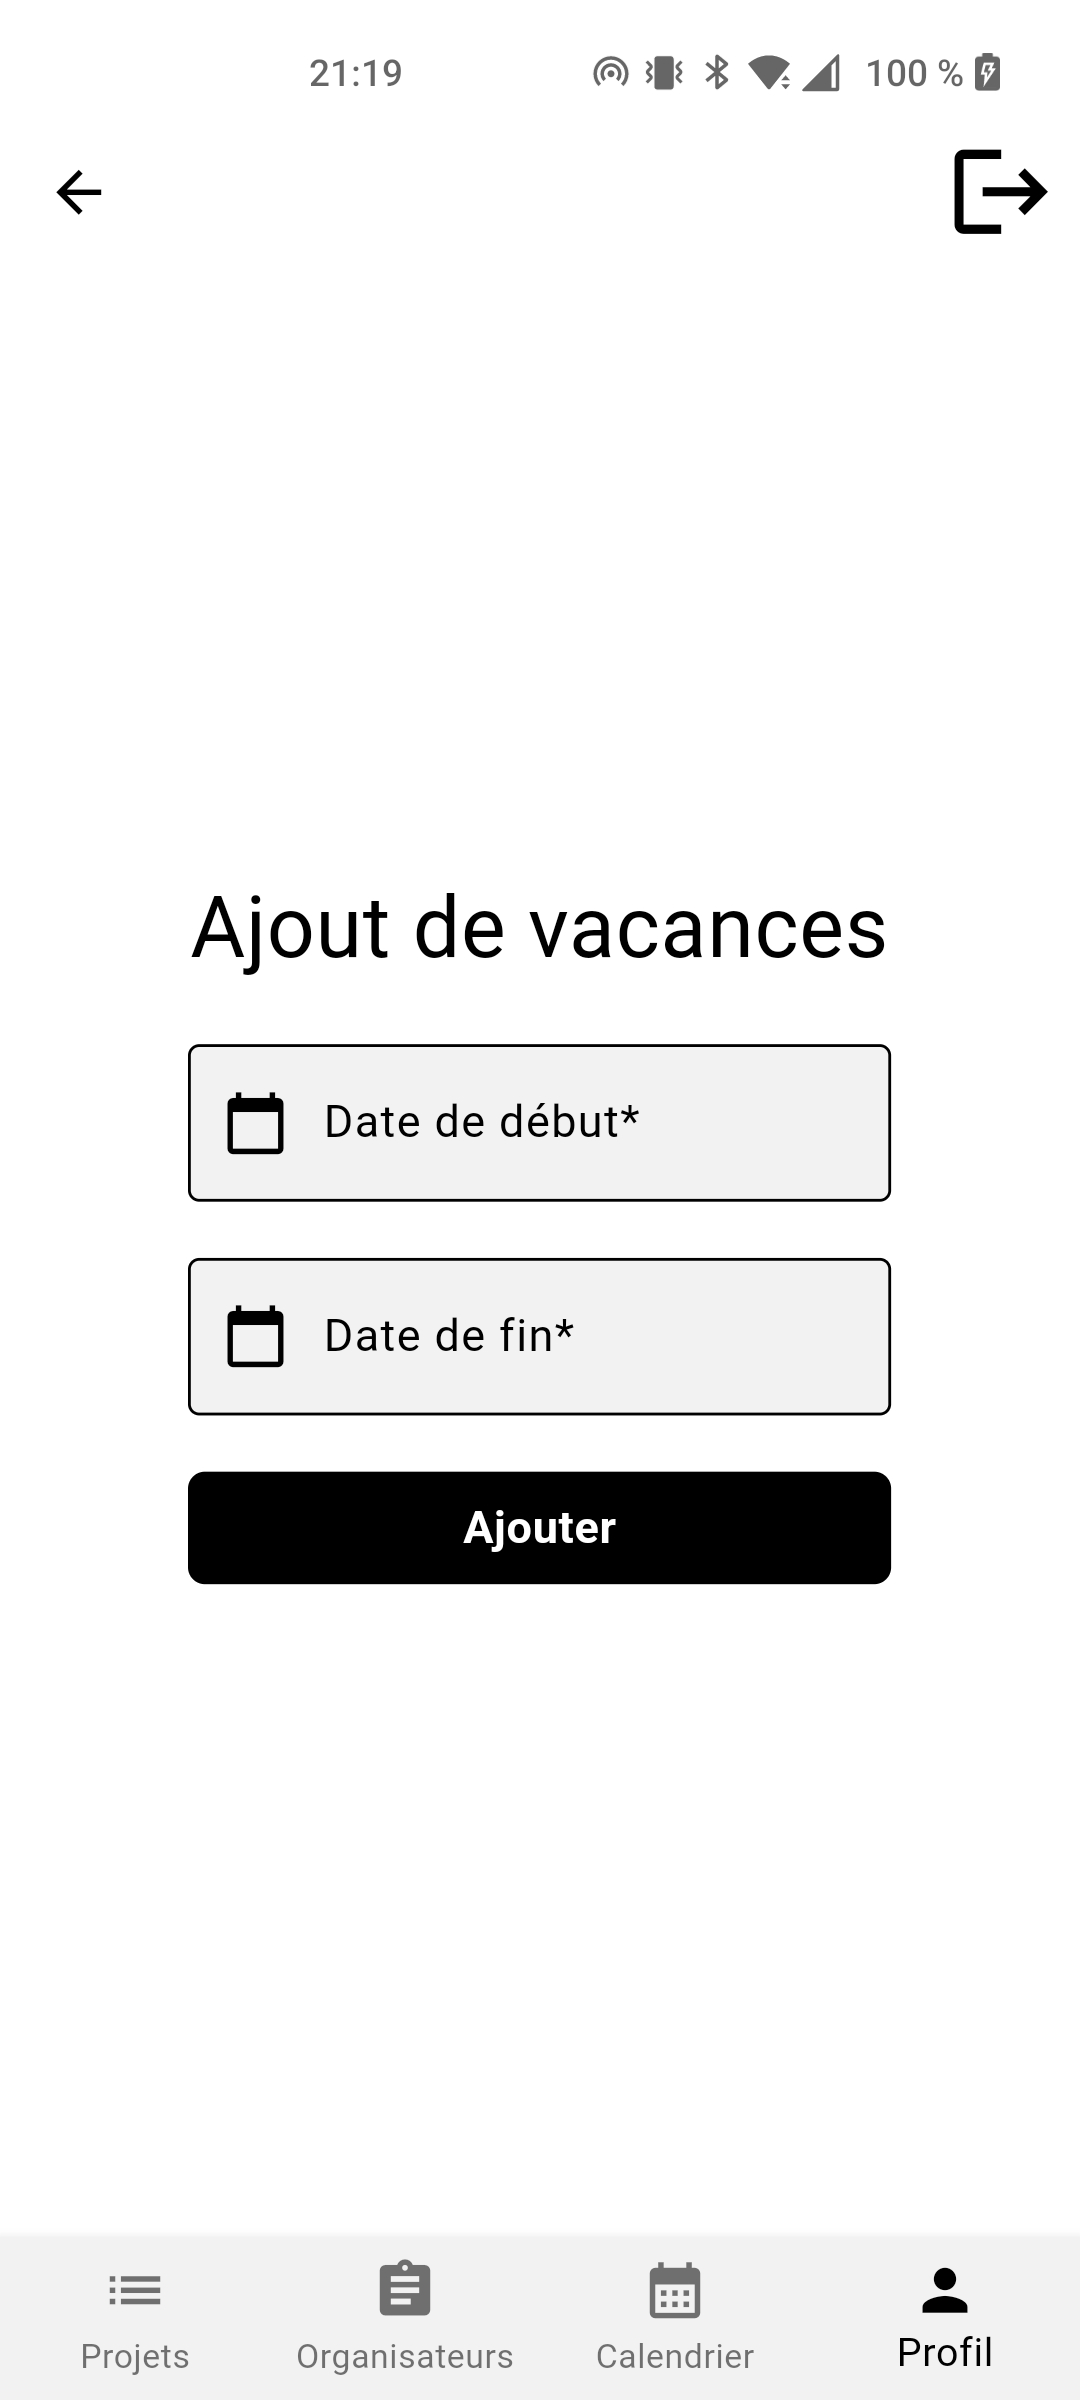 21:19 100 %
Ajout de vacances
Date de début*
Date de fin*
Ajouter
Projets Organisateurs Calendrier Profil